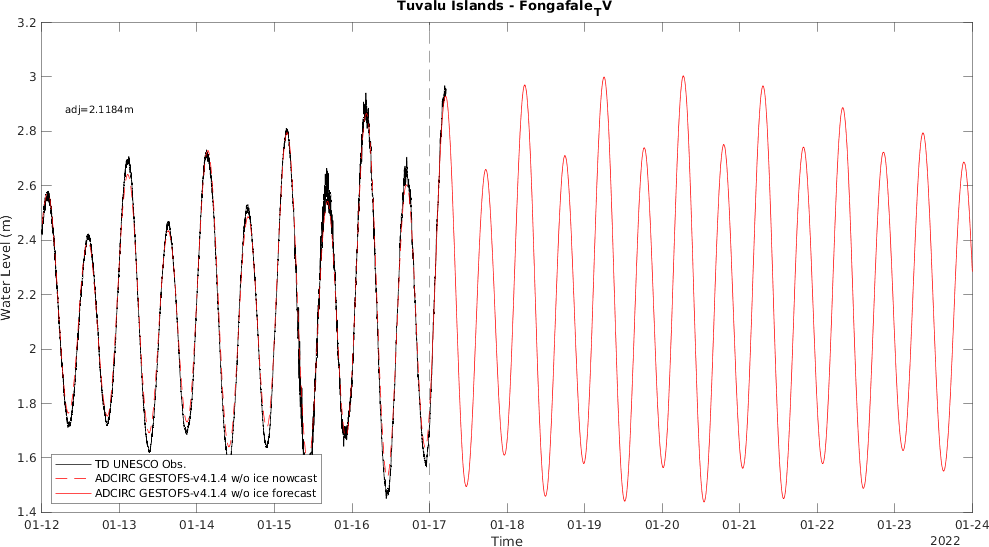 Tuvalu Islands - Fongafale_TV
3.2
3
2.8
2.6
2.4
2.2
2
1.8
1.6
1.4
Water Level (m)
adj=2.1184m
TD UNESCO Obs.
ADCIRC GESTOFS-v4.1.4 w/o ice nowcast
ADCIRC GESTOFS-v4.1.4 w/o ice forecast
01-12 01-13 01-14 01-15 01-16 01-17 01-18 01-19 01-20 01-21 01-22 01-23 01-24
Time
2022